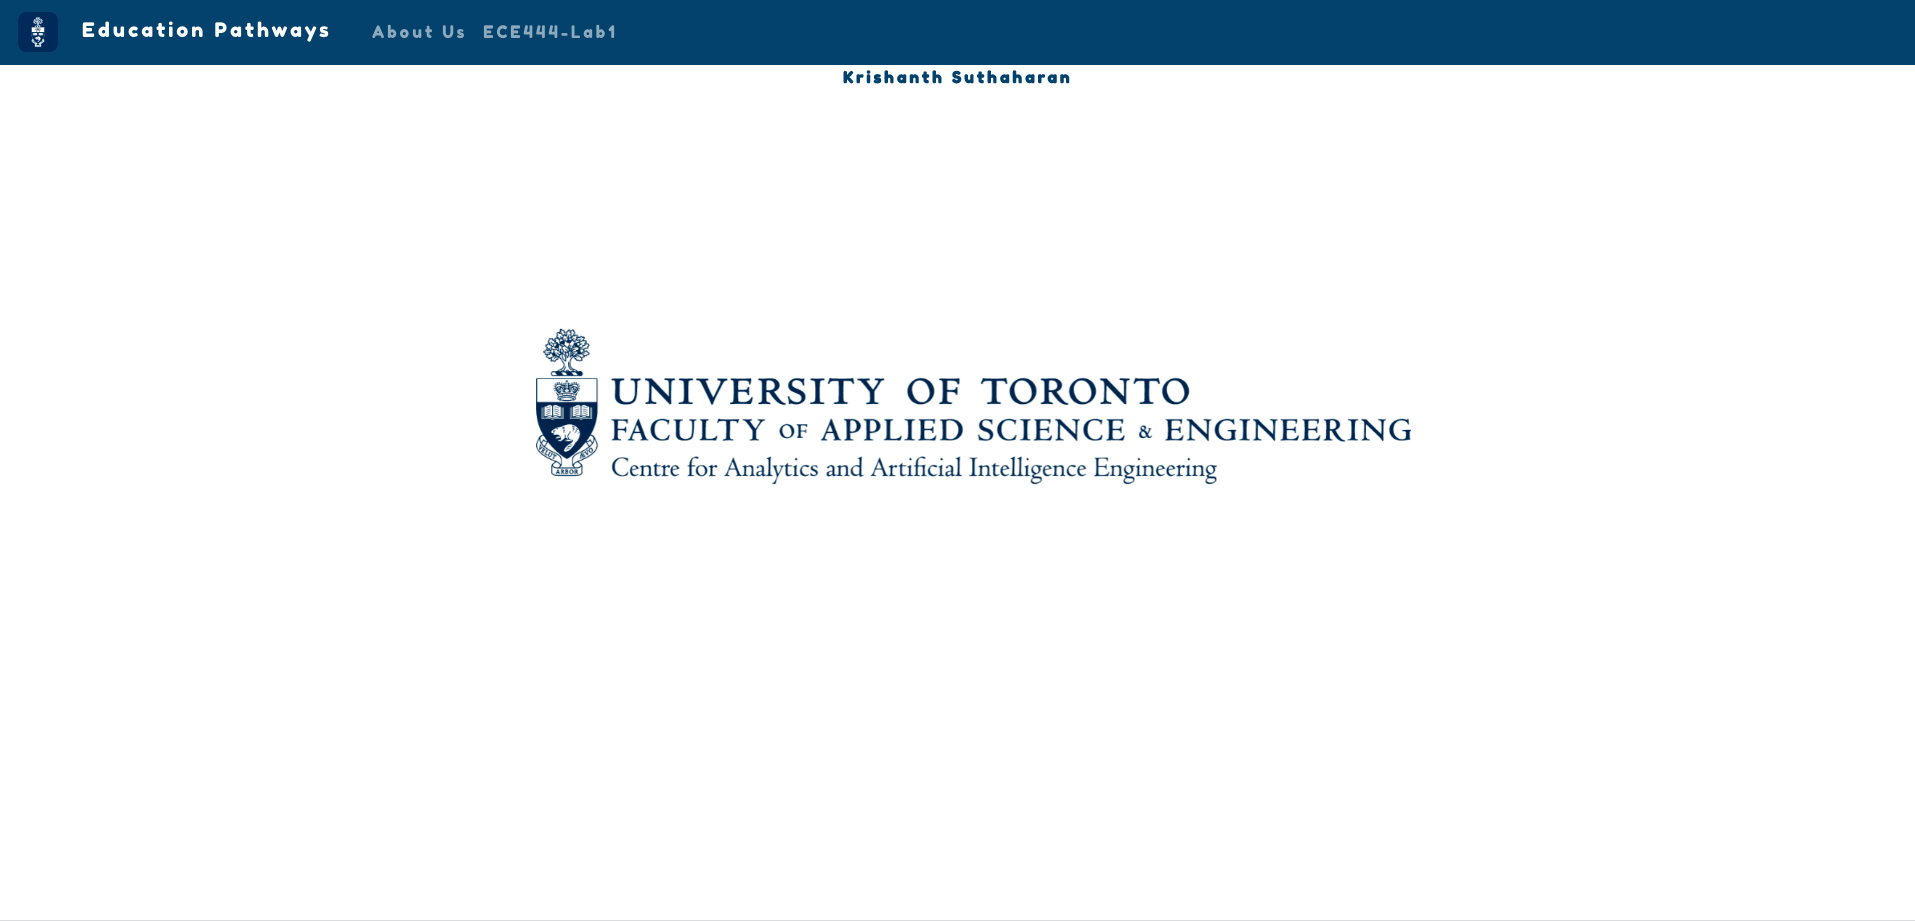 Education Pathways About Us ECE444-Lab1
Krishanth Suthaharan
UNIVERSITY OF TORONTO
FACULTY OF APPLIED SCIENCE & ENGINEERING
Centre for Analytics and Artificial Intelligence Engineering
VELUT ARBOR ÆVO